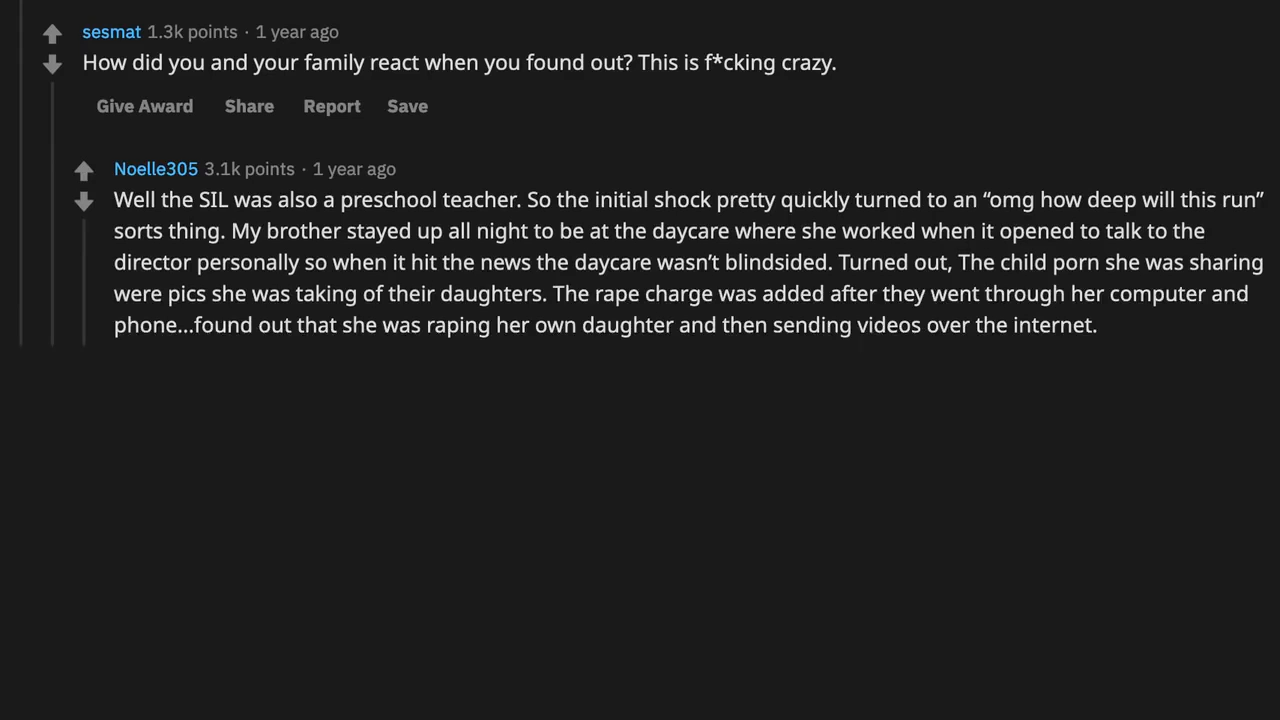 sesmat 1.3k points · 1 year ago
How did you and your family react when you found out? This is f*cking crazy.
Give Award Share Report Save
Noelle305 3.1k points · 1 year ago
Well the SIL was also a preschool teacher. So the initial shock pretty quickly turned to an “omg how deep will this run”
sorts thing. My brother stayed up all night to be at the daycare where she worked when it opened to talk to the
director personally so when it hit the news the daycare wasn’t blindsided. Turned out, The child porn she was sharing
were pics she was taking of their daughters. The rape charge was added after they went through her computer and
phone...found out that she was raping her own daughter and then sending videos over the internet.